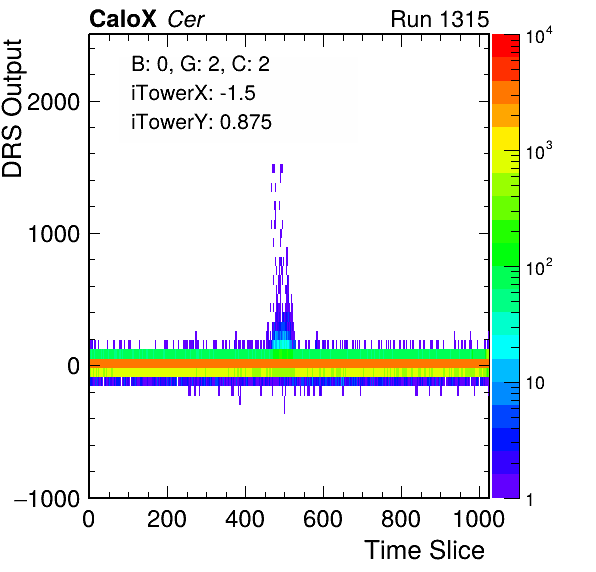 CaloX Cer Run 1315
DRS Output
B: 0, G: 2, C: 2
iTowerX: -1.5
iTowerY: 0.875
2000
1000
0
−1000
0 200 400 600 800 1000
Time Slice
10^4
10^3
10^2
10
1